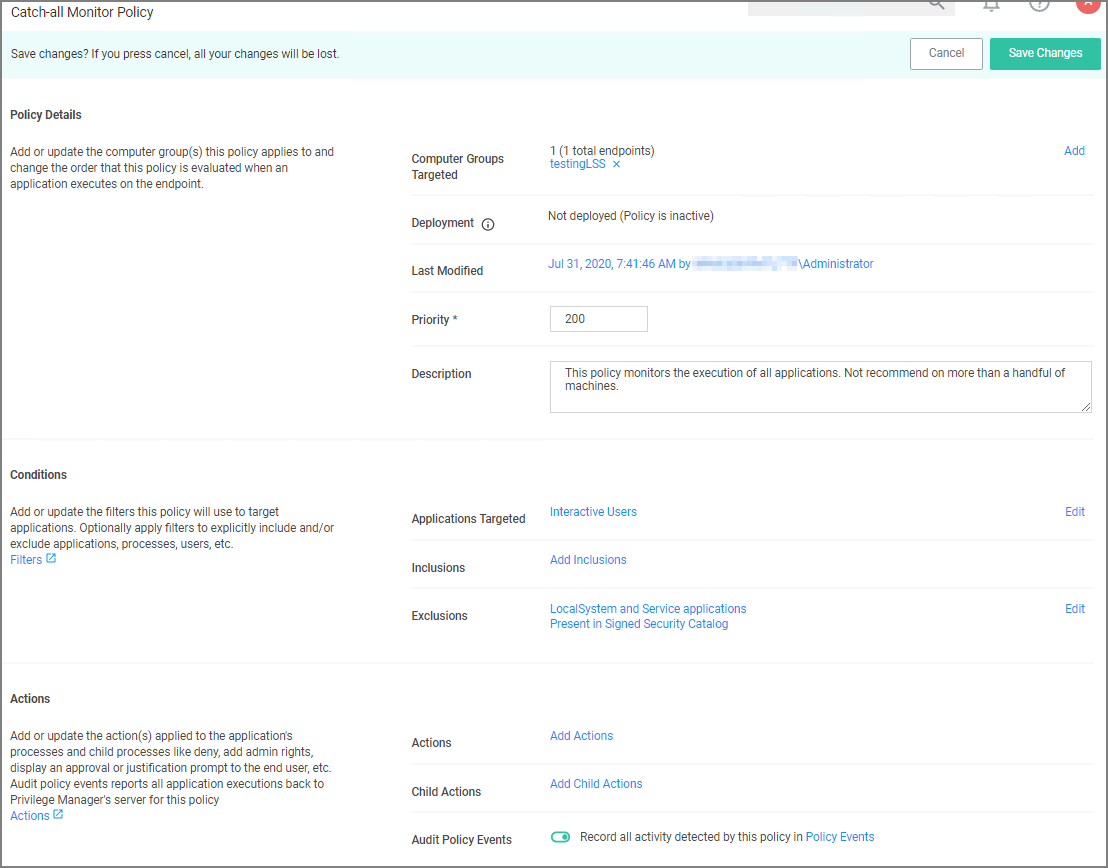 Catch-all Monitor Policy
Save changes? If you press cancel, all your changes will be lost.
Cancel
Save Changes
Policy Details
Add or update the computer group(s) this policy applies to and
change the order that this policy is evaluated when an
application executes on the endpoint.
Computer Groups
Targeted
1 (1 total endpoints)
testingLSS ×
Add
Deployment
Not deployed (Policy is inactive)
Last Modified
Jul 31, 2020, 7:41:46 AM by \Administrator
Priority *
200
Description
This policy monitors the execution of all applications. Not recommend on more than a handful of
machines.
Conditions
Add or update the filters this policy will use to target
applications. Optionally apply filters to explicitly include and/or
exclude applications, processes, users, etc.
Filters
Applications Targeted
Interactive Users
Edit
Inclusions
Add Inclusions
Exclusions
LocalSystem and Service applications
Present in Signed Security Catalog
Edit
Actions
Add or update the action(s) applied to the application's
processes and child processes like deny, add admin rights,
display an approval or justification prompt to the end user, etc.
Audit policy events reports all application executions back to
Privilege Manager's server for this policy
Actions
Actions
Add Actions
Child Actions
Add Child Actions
Audit Policy Events
Record all activity detected by this policy in Policy Events